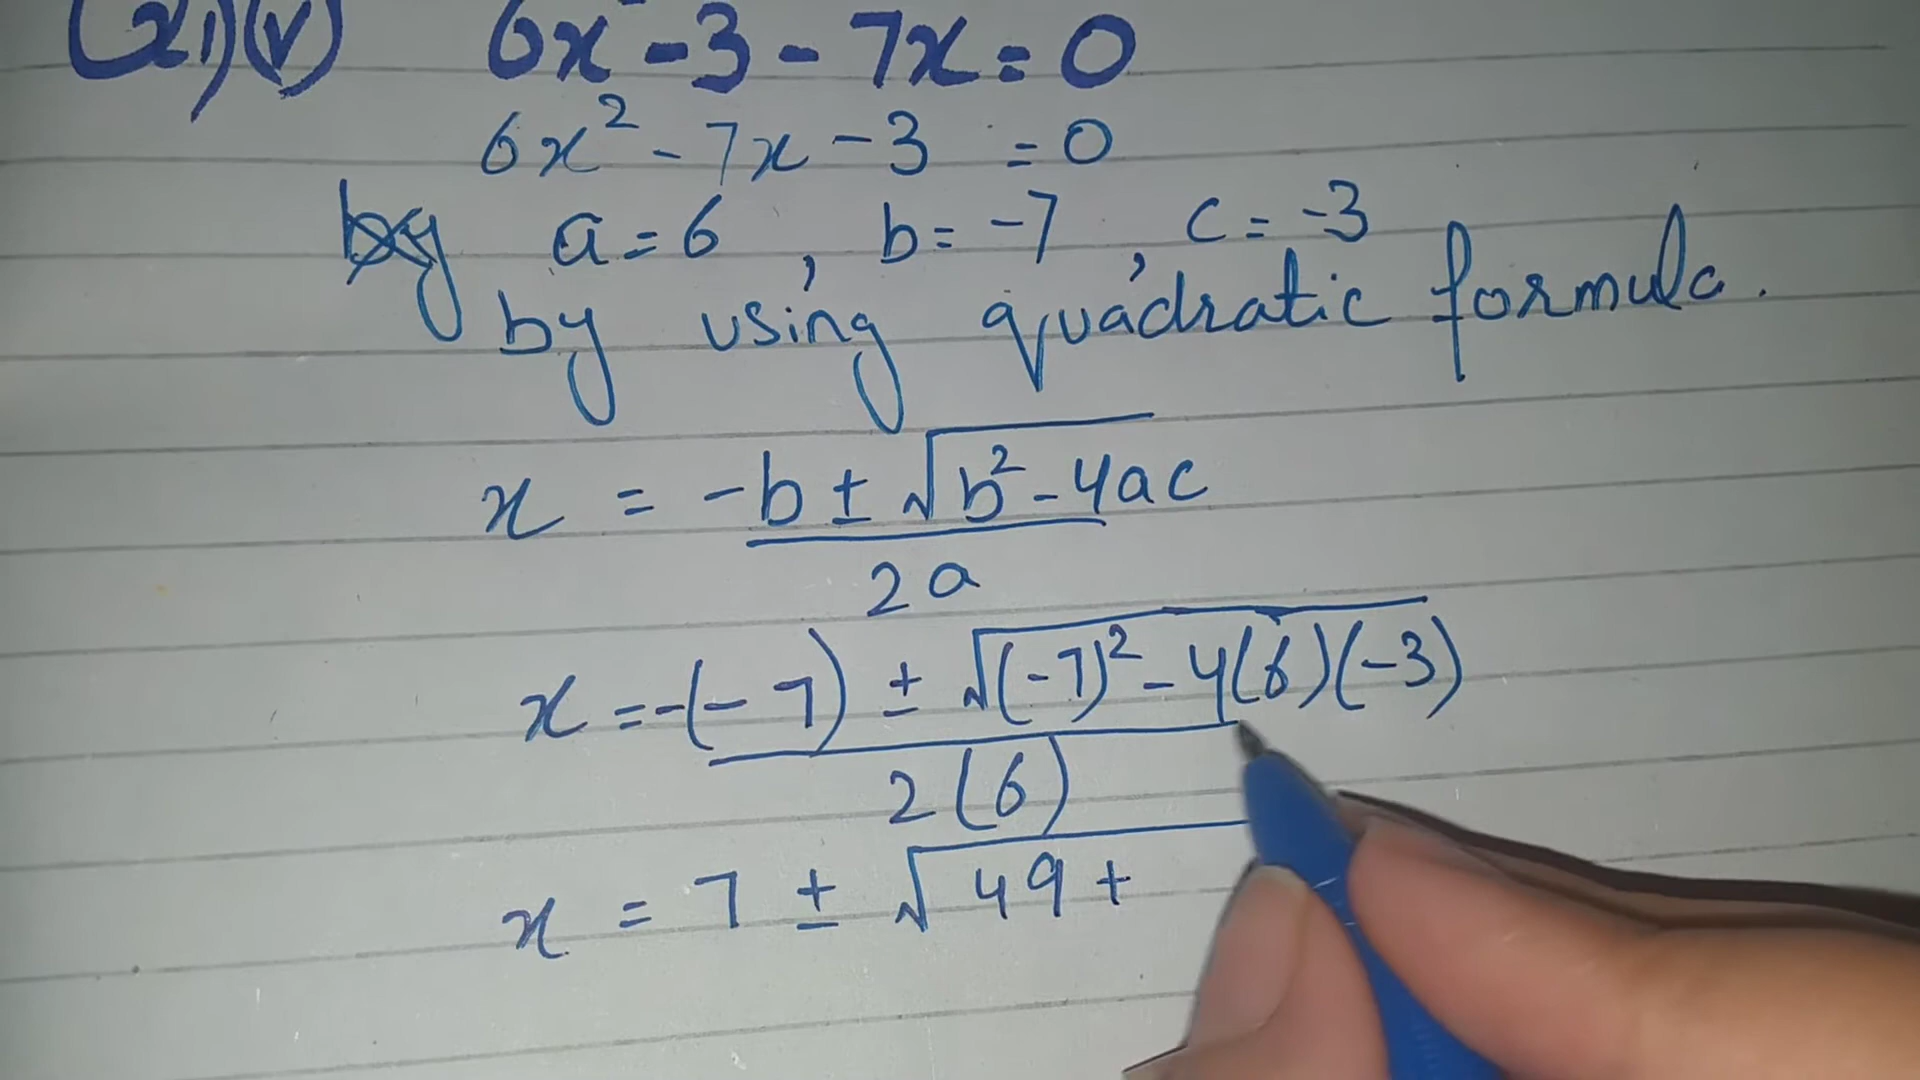 (v) 6x² - 3 - 7x = 0
6x² - 7x - 3 = 0
by a = 6 , b = -7 , c = -3
by using quadratic formula.
x = -b ± √b² - 4ac
2a
x = -(-7) ± √(-7)² - 4(6)(-3)
2(6)
x = 7 ± √49 +